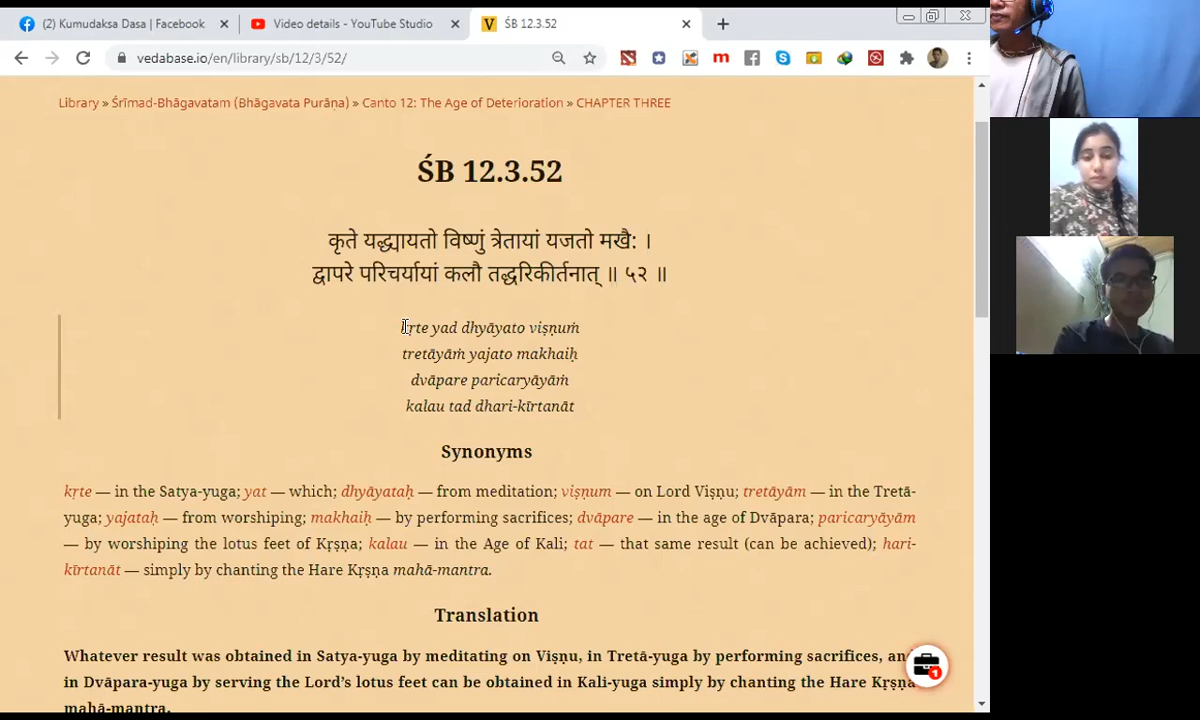 (2) Kumudaksa Dasa | Facebook
Video details - YouTube Studio
ŚB 12.3.52
vedabase.io/en/library/sb/12/3/52/
Library » Śrīmad-Bhāgavatam (Bhāgavata Purāṇa) » Canto 12: The Age of Deterioration » CHAPTER THREE
ŚB 12.3.52
कृते यद्ध्यायतो विष्णुं त्रेतायां यजतो मखै: ।
द्वापरे परिचर्यायां कलौ तद्धरिकीर्तनात् ॥ ५२ ॥
kṛte yad dhyāyato viṣṇuṁ
tretāyāṁ yajato makhaiḥ
dvāpare paricaryāyāṁ
kalau tad dhari-kīrtanāt
Synonyms
kṛte — in the Satya-yuga; yat — which; dhyāyataḥ — from meditation; viṣṇum — on Lord Viṣṇu; tretāyām — in the Tretā-
yuga; yajataḥ — from worshiping; makhaiḥ — by performing sacrifices; dvāpare — in the age of Dvāpara; paricaryāyām
— by worshiping the lotus feet of Kṛṣṇa; kalau — in the Age of Kali; tat — that same result (can be achieved); hari-
kīrtanāt — simply by chanting the Hare Kṛṣṇa mahā-mantra.
Translation
Whatever result was obtained in Satya-yuga by meditating on Viṣṇu, in Tretā-yuga by performing sacrifices, and
in Dvāpara-yuga by serving the Lord's lotus feet can be obtained in Kali-yuga simply by chanting the Hare Kṛṣṇa
mahā-mantra.
m
1